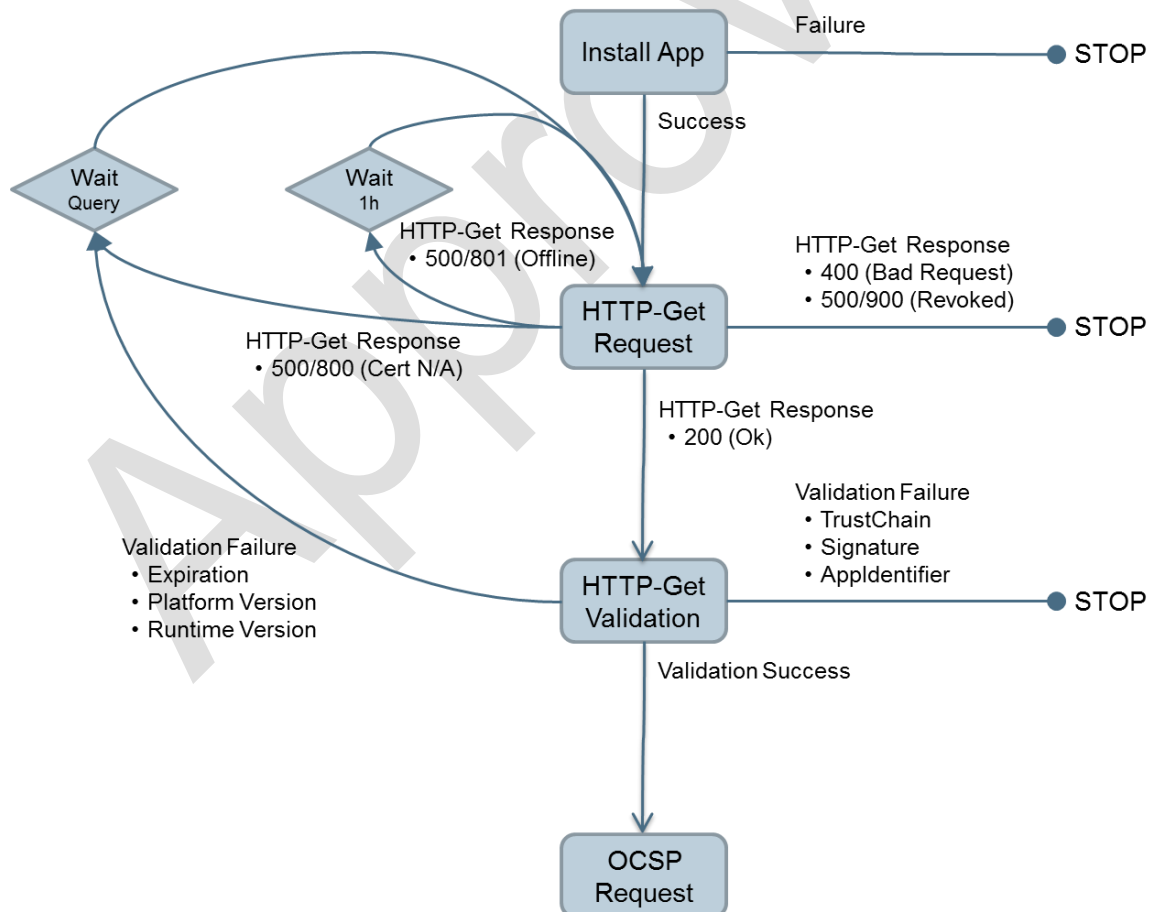 Install App
Failure
STOP
Success
Wait
Query
Wait
1h
HTTP-Get Response
• 500/801 (Offline)
HTTP-Get Response
• 400 (Bad Request)
• 500/900 (Revoked)
HTTP-Get
Request
STOP
HTTP-Get Response
• 500/800 (Cert N/A)
HTTP-Get Response
• 200 (Ok)
Validation Failure
• TrustChain
• Signature
• AppIdentifier
Validation Failure
• Expiration
• Platform Version
• Runtime Version
HTTP-Get
Validation
STOP
Validation Success
OCSP
Request